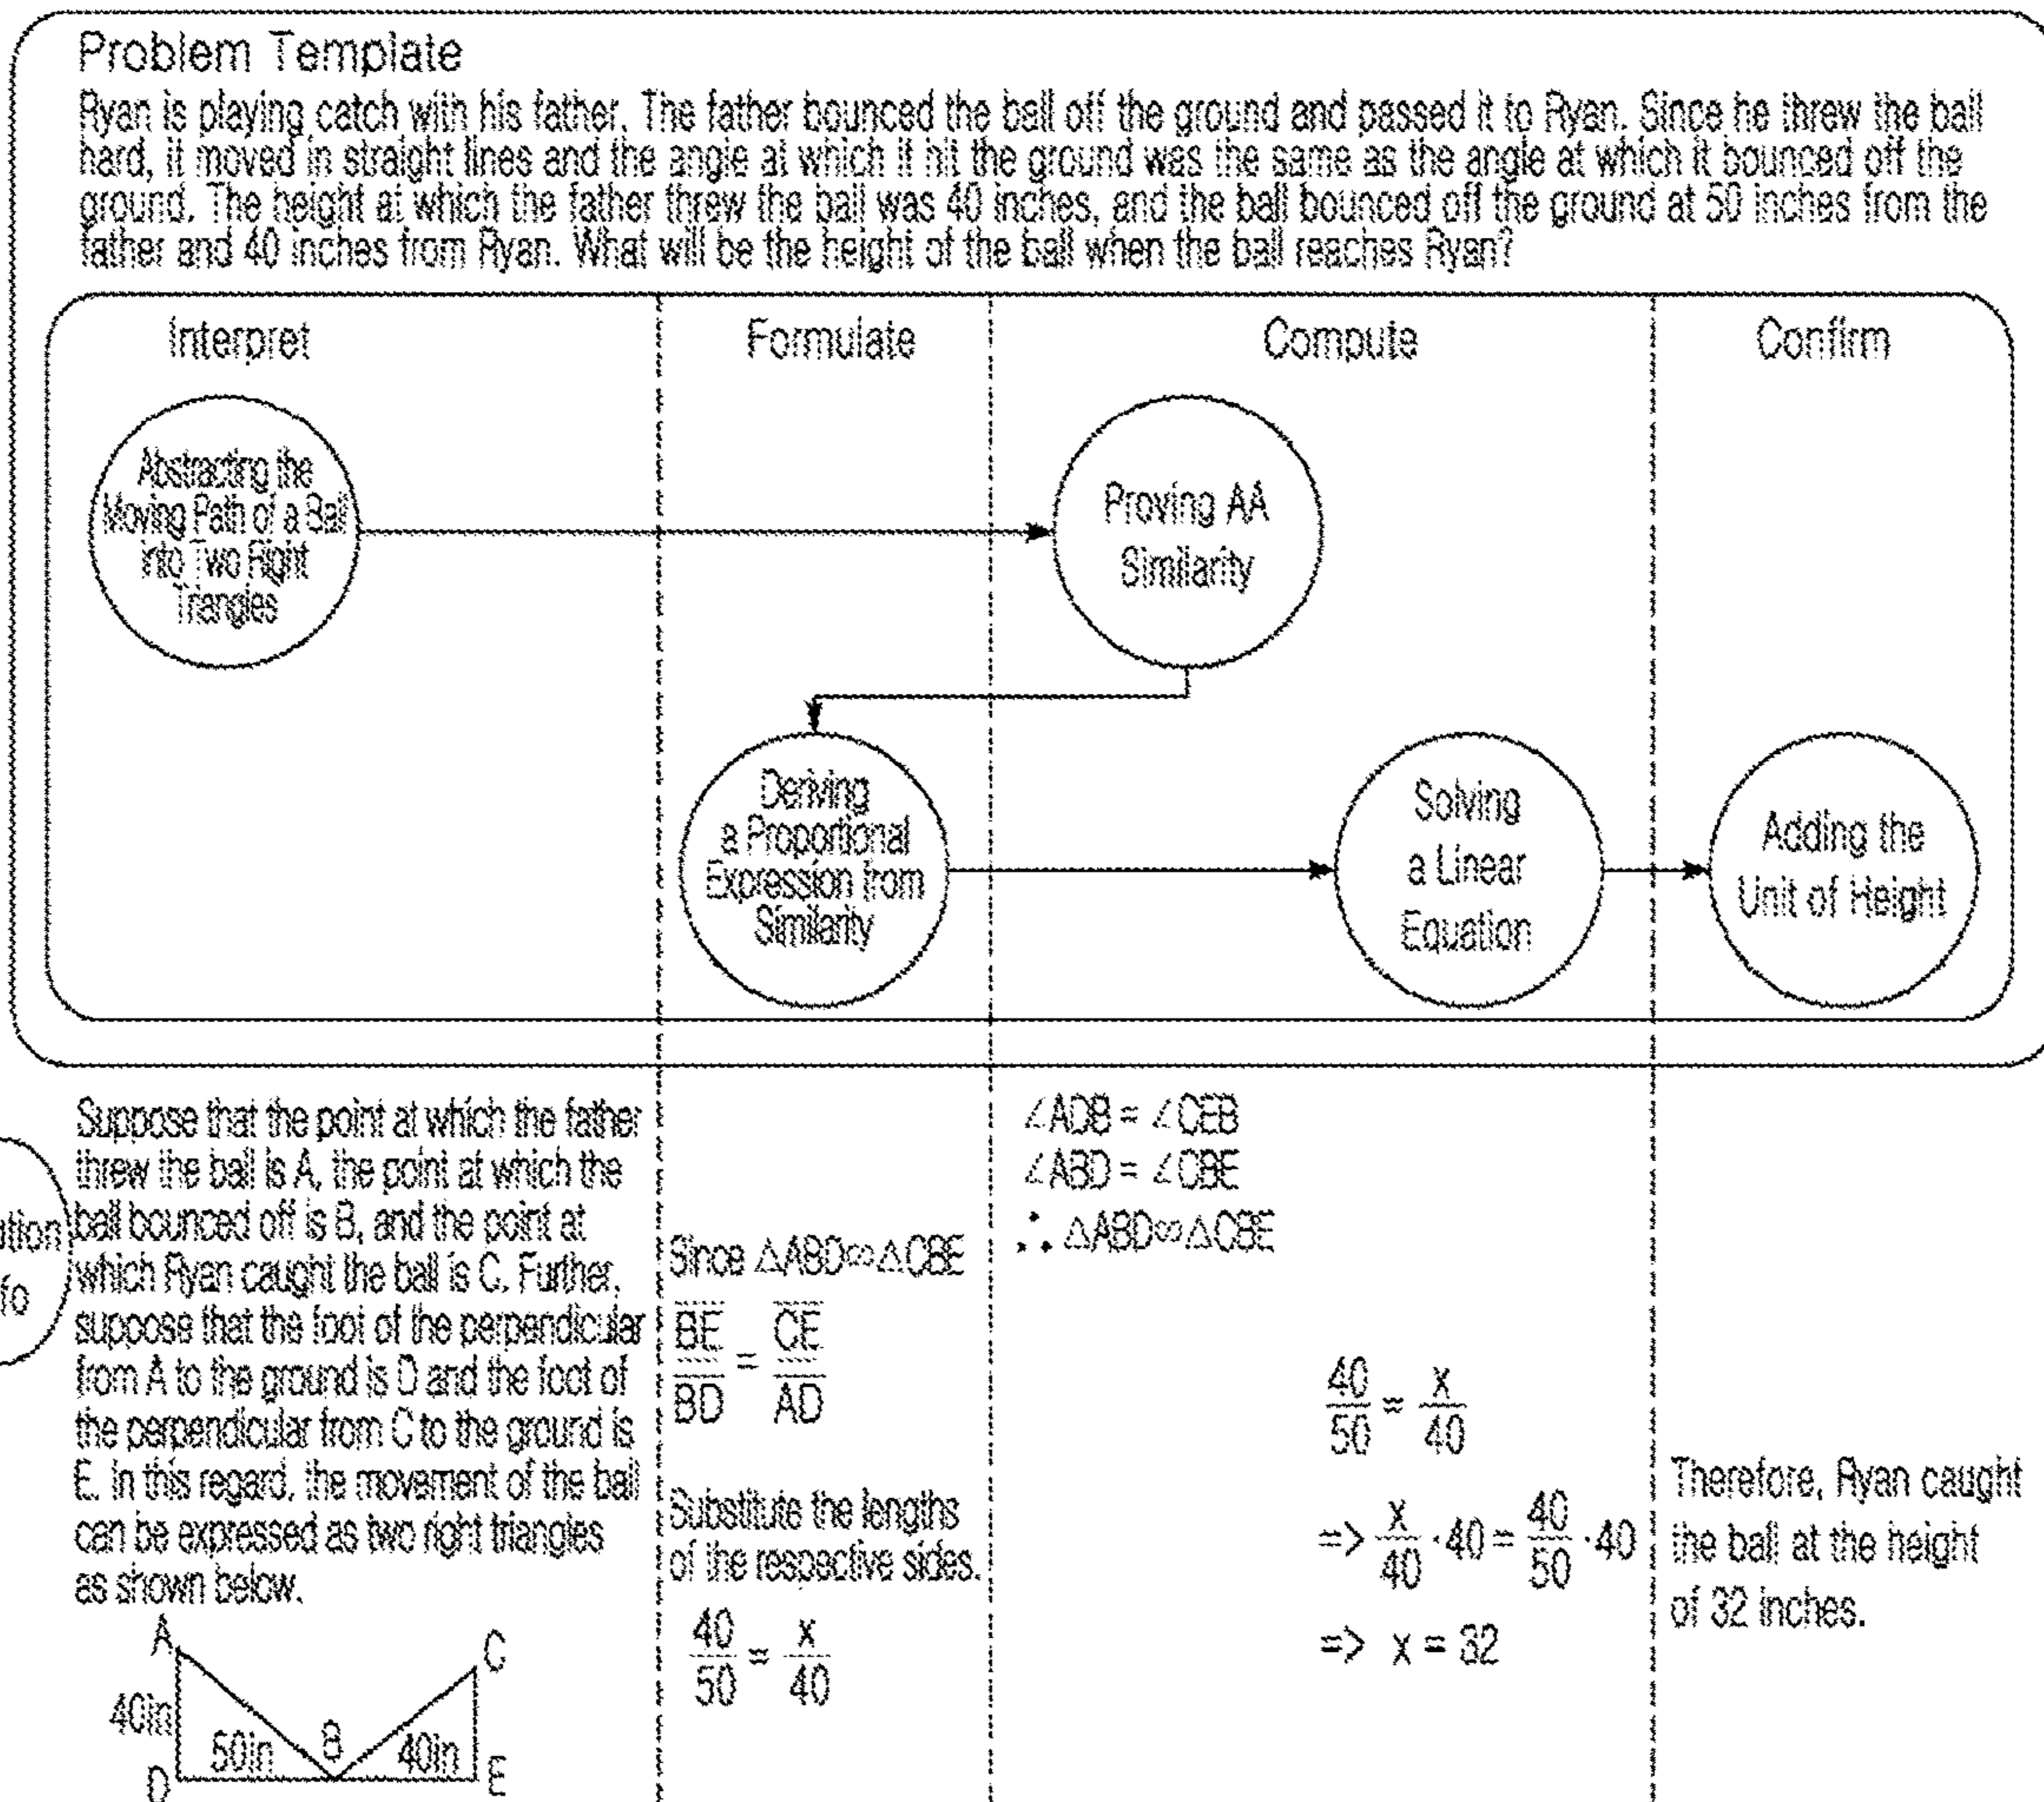 Problem Template
Ryan is playing catch with his father. The father bounced the ball off the ground and passed it to Ryan. Since he threw the ball
hard, it moved in straight lines and the angle at which it hit the ground was the same as the angle at which it bounced off the
ground. The height at which the father threw the ball was 40 inches, and the ball bounced off the ground at 50 inches from the
father and 40 inches from Ryan. What will be the height of the ball when the ball reaches Ryan?
Interpret
Formulate
Compute
Confirm
Abstracting the
Moving Path of a Ball
into Two Right
Triangles
Proving AA
Similarity
Deriving
a Proportional
Expression from
Similarity
Solving
a Linear
Equation
Adding the
Unit of Height
ution
fo
Suppose that the point at which the father
threw the ball is A, the point at which the
ball bounced off is B, and the point at
which Ryan caught the ball is C. Further,
suppose that the foot of the perpendicular
from A to the ground is D and the foot of
the perpendicular from C to the ground is
E. In this regard, the movement of the ball
can be expressed as two right triangles
as shown below.
A
C
40in
50in
B
40in
D
E
Since △ABD∽△CBE
BE/BD = CE/AD
Substitute the lengths
of the respective sides.
40/50 = x/40
∠ADB = ∠CEB
∠ABD = ∠CBE
∴ △ABD∽△CBE
40/50 = x/40
=> x/40 ·40 = 40/50 ·40
=> x = 32
Therefore, Ryan caught
the ball at the height
of 32 inches.